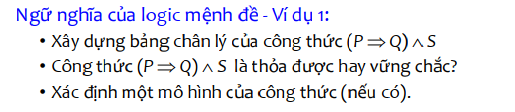 Ngữ nghĩa của logic mệnh đề - Ví dụ 1:
• Xây dựng bảng chân lý của công thức (P ⇒ Q) ∧ S
• Công thức (P ⇒ Q) ∧ S là thỏa được hay vững chắc?
• Xác định một mô hình của công thức (nếu có).